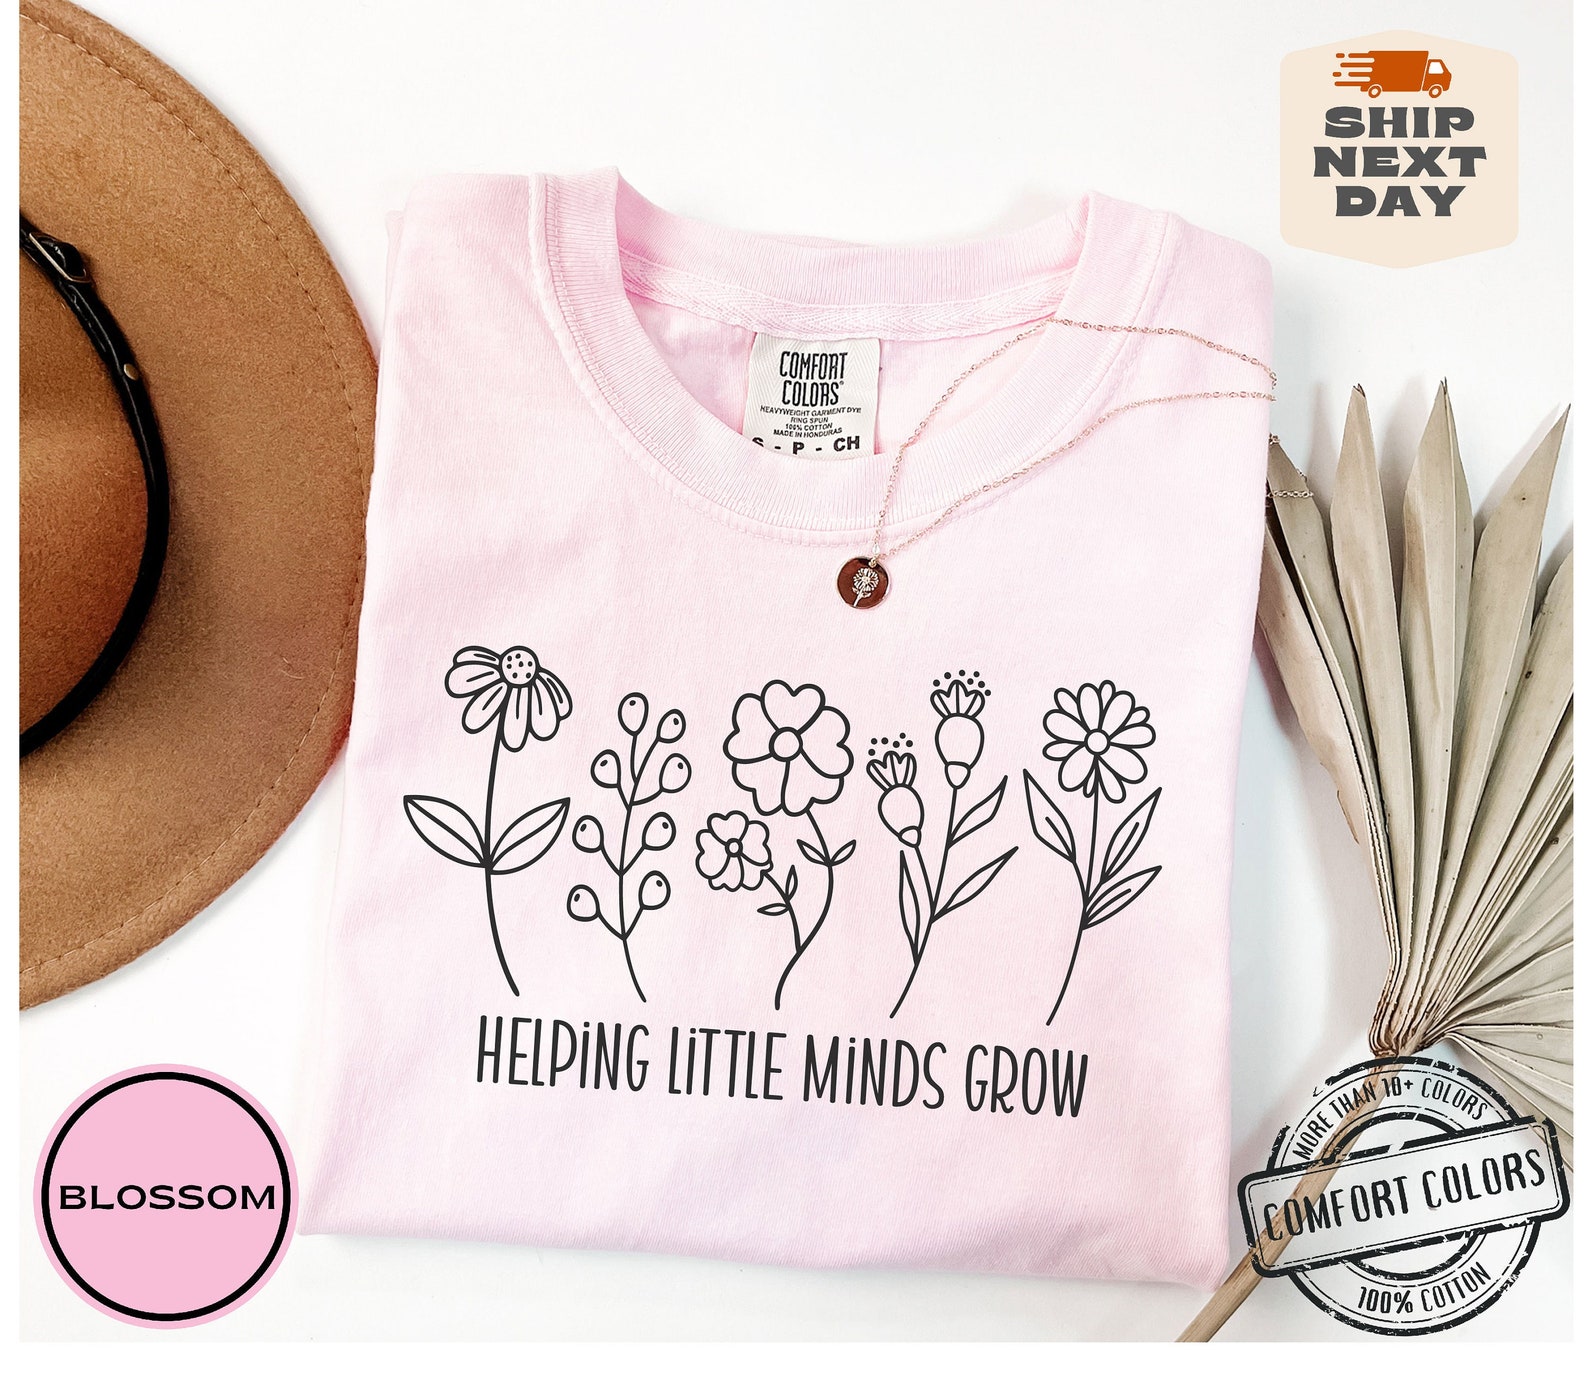 SHIP
NEXT
DAY
COMFORT
COLORS®
HEAVYWEIGHT GARMENT DYE
RING SPUN
100% COTTON
MADE IN HONDURAS
S - P - CH
HELPING LITTLE MINDS GROW
BLOSSOM
MORE THAN 10+ COLORS
COMFORT COLORS
100% COTTON